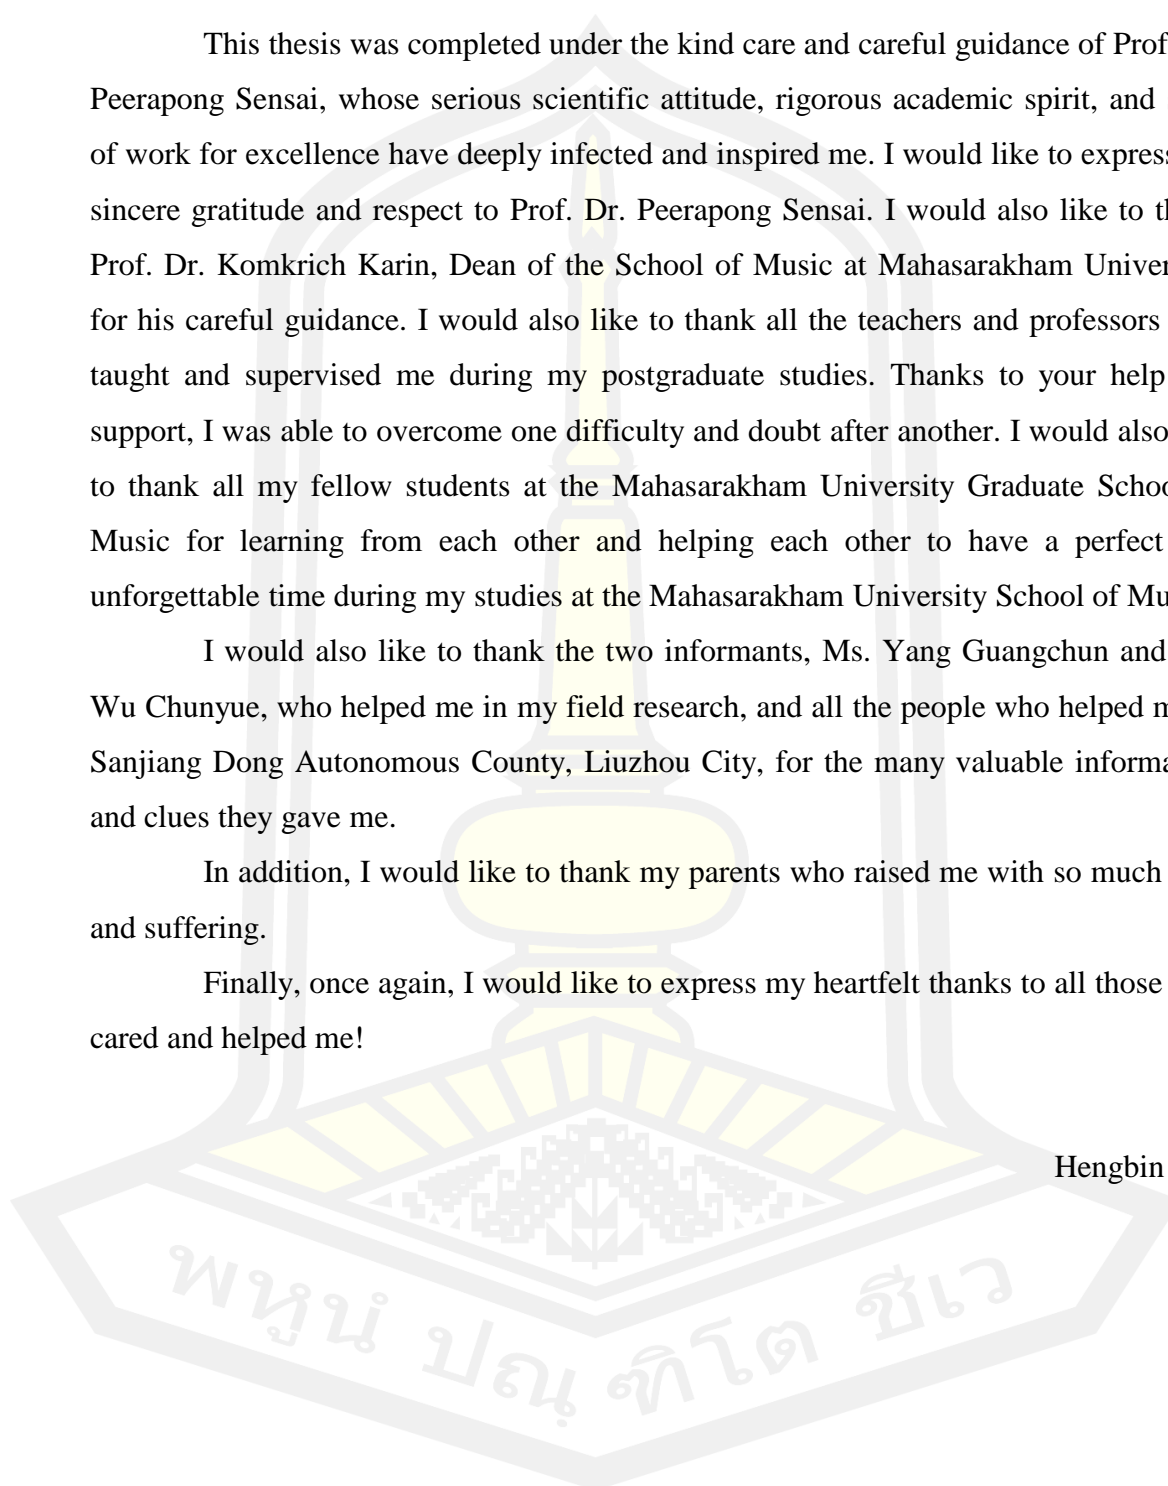 This thesis was completed under the kind care and careful guidance of Prof.
Peerapong Sensai, whose serious scientific attitude, rigorous academic spirit, and
of work for excellence have deeply infected and inspired me. I would like to express
sincere gratitude and respect to Prof. Dr. Peerapong Sensai. I would also like to
Prof. Dr. Komkrich Karin, Dean of the School of Music at Mahasarakham
for his careful guidance. I would also like to thank all the teachers and professors
taught and supervised me during my postgraduate studies. Thanks to your help
support, I was able to overcome one difficulty and doubt after another. I would also
to thank all my fellow students at the Mahasarakham University Graduate
Music for learning from each other and helping each other to have a perfect
unforgettable time during my studies at the Mahasarakham University School of
I would also like to thank the two informants, Ms. Yang Guangchun and
Wu Chunyue, who helped me in my field research, and all the people who helped
Sanjiang Dong Autonomous County, Liuzhou City, for the many valuable
and clues they gave me.
In addition, I would like to thank my parents who raised me with so much
and suffering.
Finally, once again, I would like to express my heartfelt thanks to all those
cared and helped me!
Hengbin
พหูนํ ปณฺฑิโต ชีเว